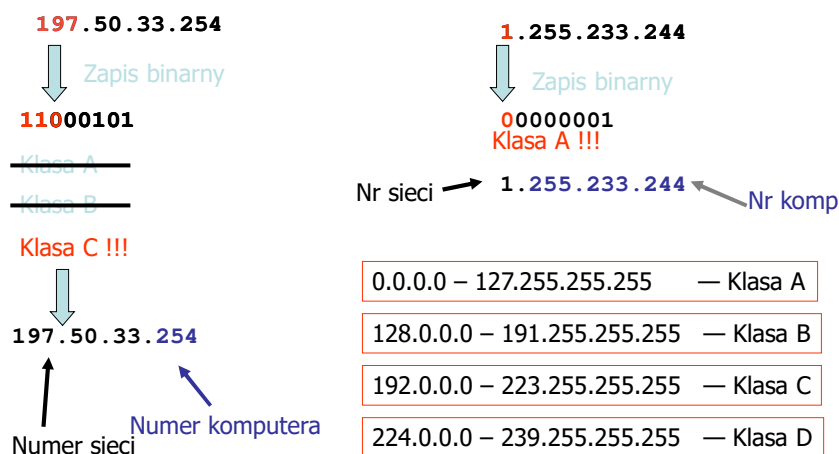 197.50.33.254
Zapis binarny
11000101
Klasa A
Klasa B
Klasa C !!!
197.50.33.254
Numer sieci
Numer komputera
1.255.233.244
Zapis binarny
00000001
Klasa A !!!
Nr sieci
1.255.233.244
Nr komp
0.0.0.0 – 127.255.255.255 — Klasa A
128.0.0.0 – 191.255.255.255 — Klasa B
192.0.0.0 – 223.255.255.255 — Klasa C
224.0.0.0 – 239.255.255.255 — Klasa D